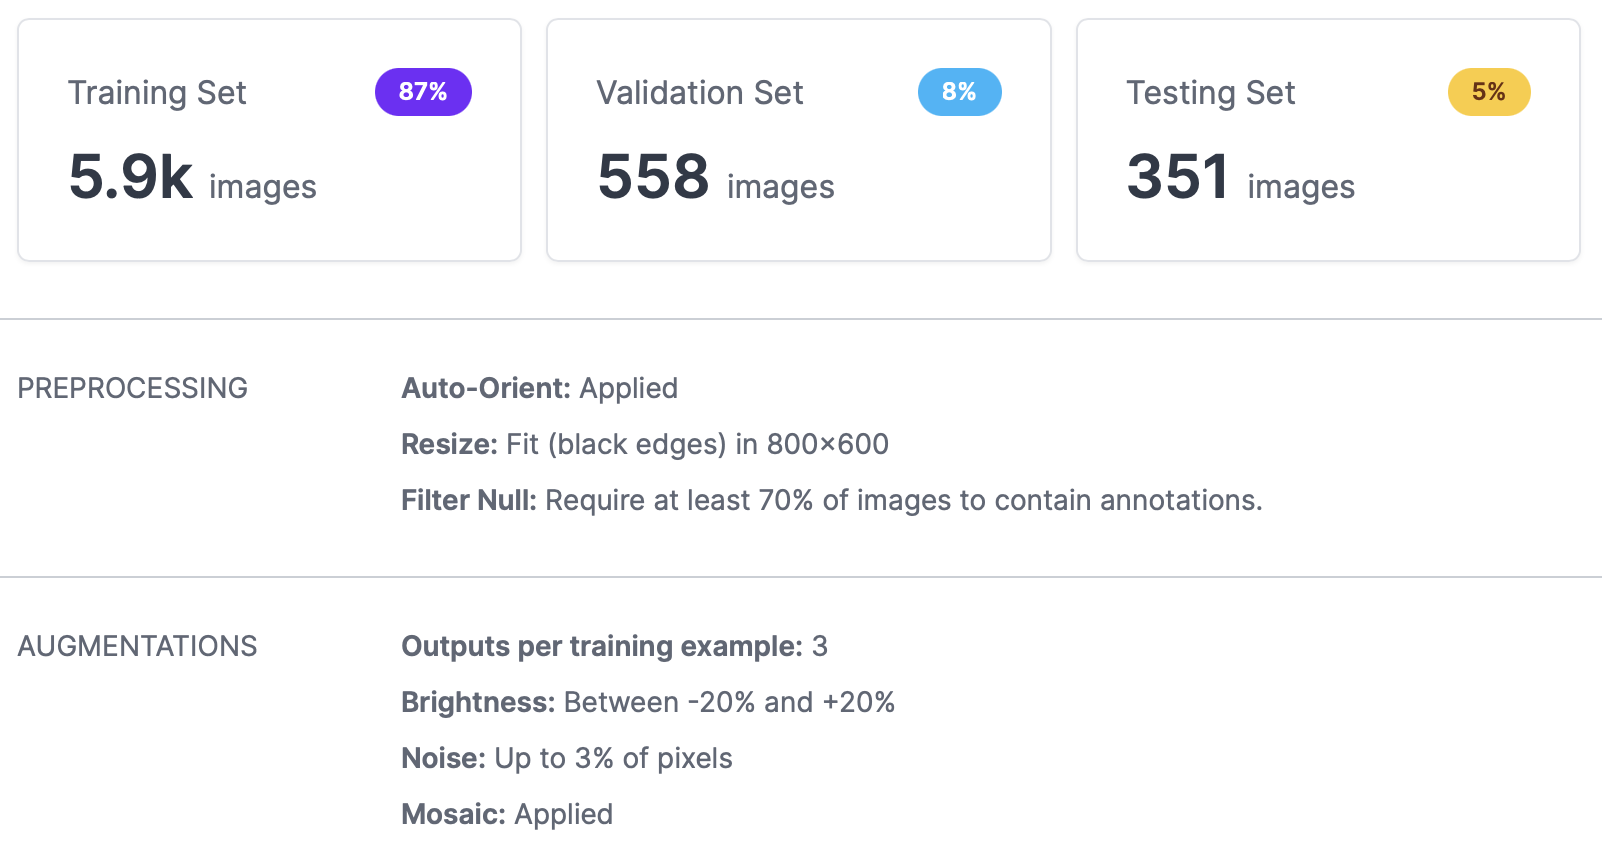 Training Set 87%
5.9k images
Validation Set 8%
558 images
Testing Set 5%
351 images
PREPROCESSING
Auto-Orient: Applied
Resize: Fit (black edges) in 800×600
Filter Null: Require at least 70% of images to contain annotations.
AUGMENTATIONS
Outputs per training example: 3
Brightness: Between -20% and +20%
Noise: Up to 3% of pixels
Mosaic: Applied